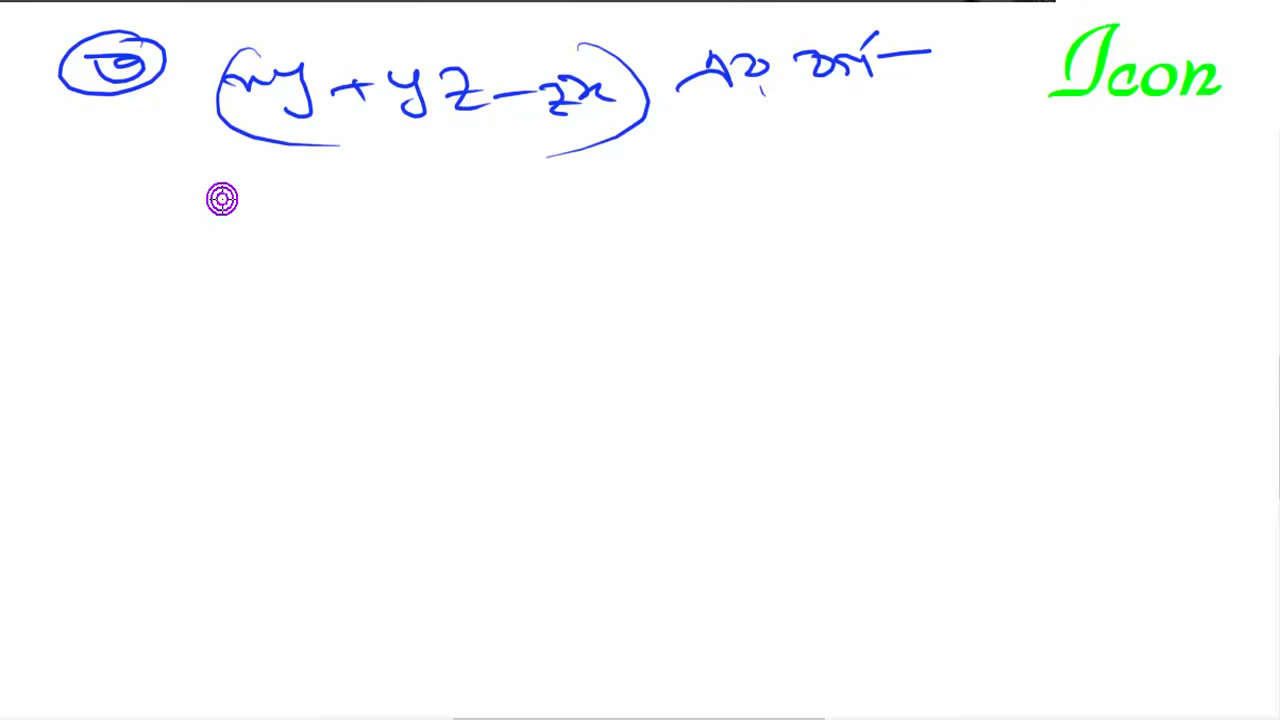 (xy + yz - zx) এর বর্গ- Icon